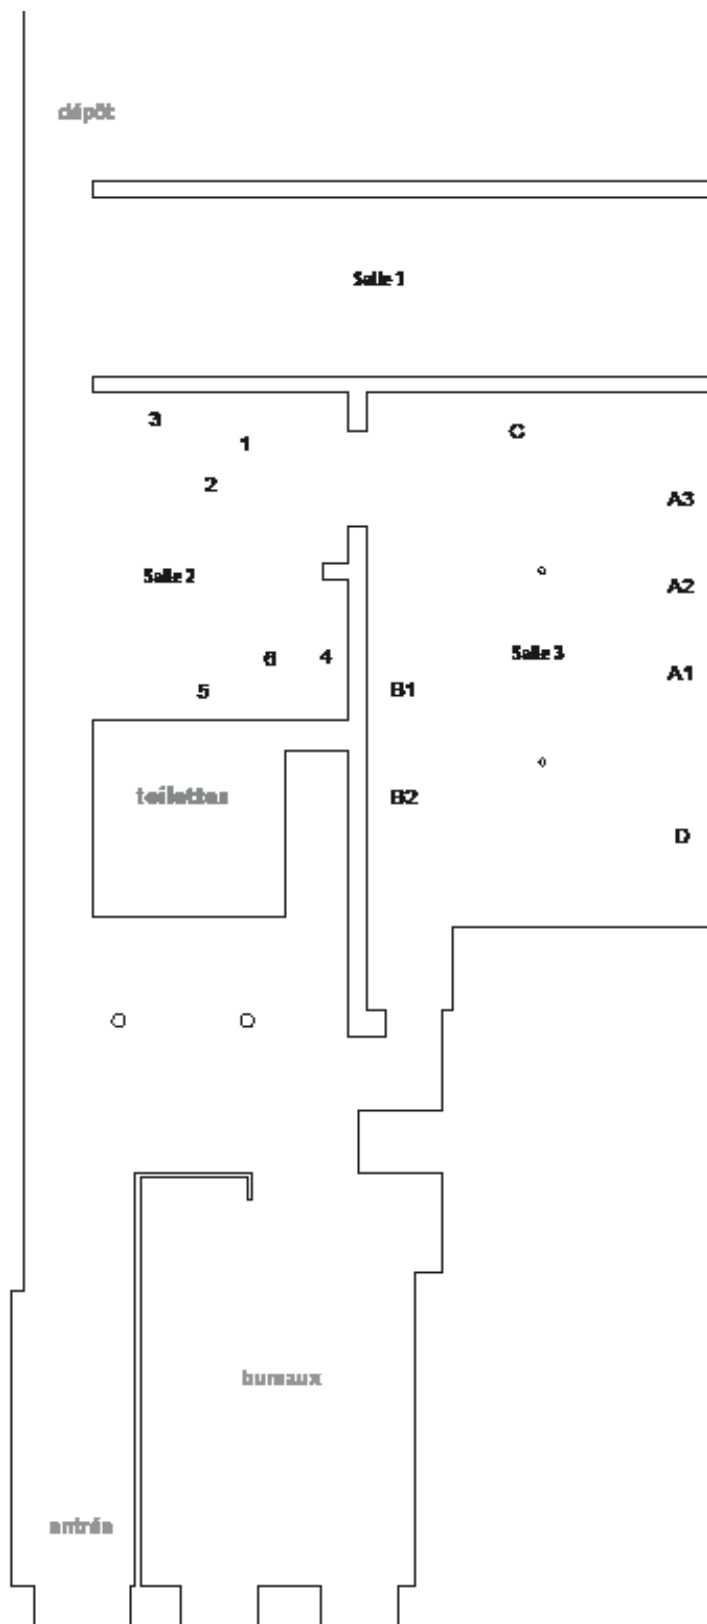 dépôt
Salle 1
3
1
C
2
A3
Salle 2
A2
Salle 3
6
4
A1
5
B1
toilettes
B2
D
bureaux
entrée